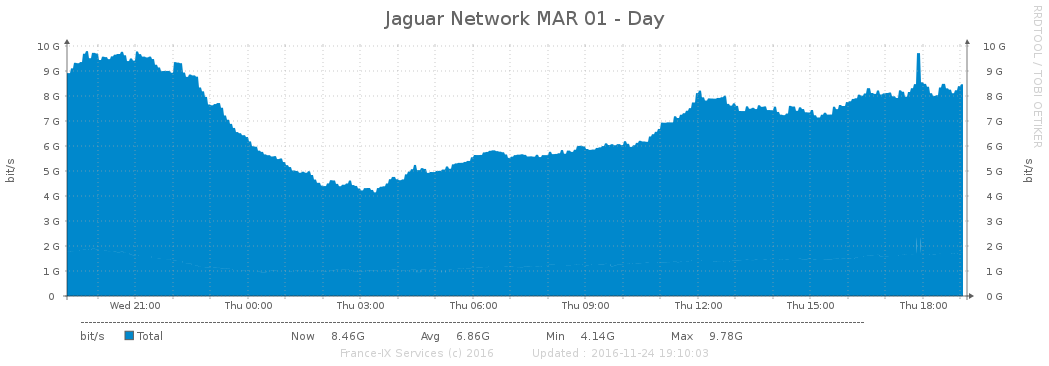 Jaguar Network MAR 01 - Day
RRDTOOL / TOBI OETIKER
10 G 10 G
9 G 9 G
8 G 8 G
7 G 7 G
6 G 6 G
5 G 5 G
4 G 4 G
3 G 3 G
2 G 2 G
1 G 1 G
0 0 G
bit/s
bit/s
Wed 21:00 Thu 00:00 Thu 03:00 Thu 06:00 Thu 09:00 Thu 12:00 Thu 15:00 Thu 18:00
bit/s Total Now 8.46G Avg 6.86G Min 4.14G Max 9.78G
France-IX Services (c) 2016 Updated : 2016-11-24 19:10:03